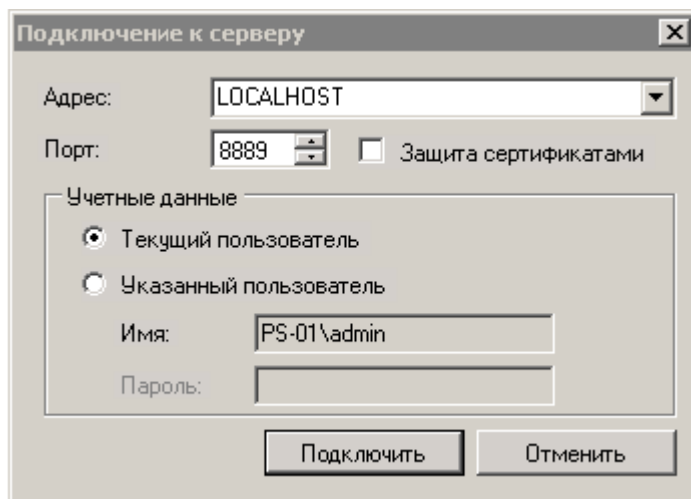 Подключение к серверу
Адрес: LOCALHOST
Порт: 8889 Защита сертификатами
Учетные данные
Текущий пользователь
Указанный пользователь
Имя: PS-01\admin
Пароль:
Подключить Отменить